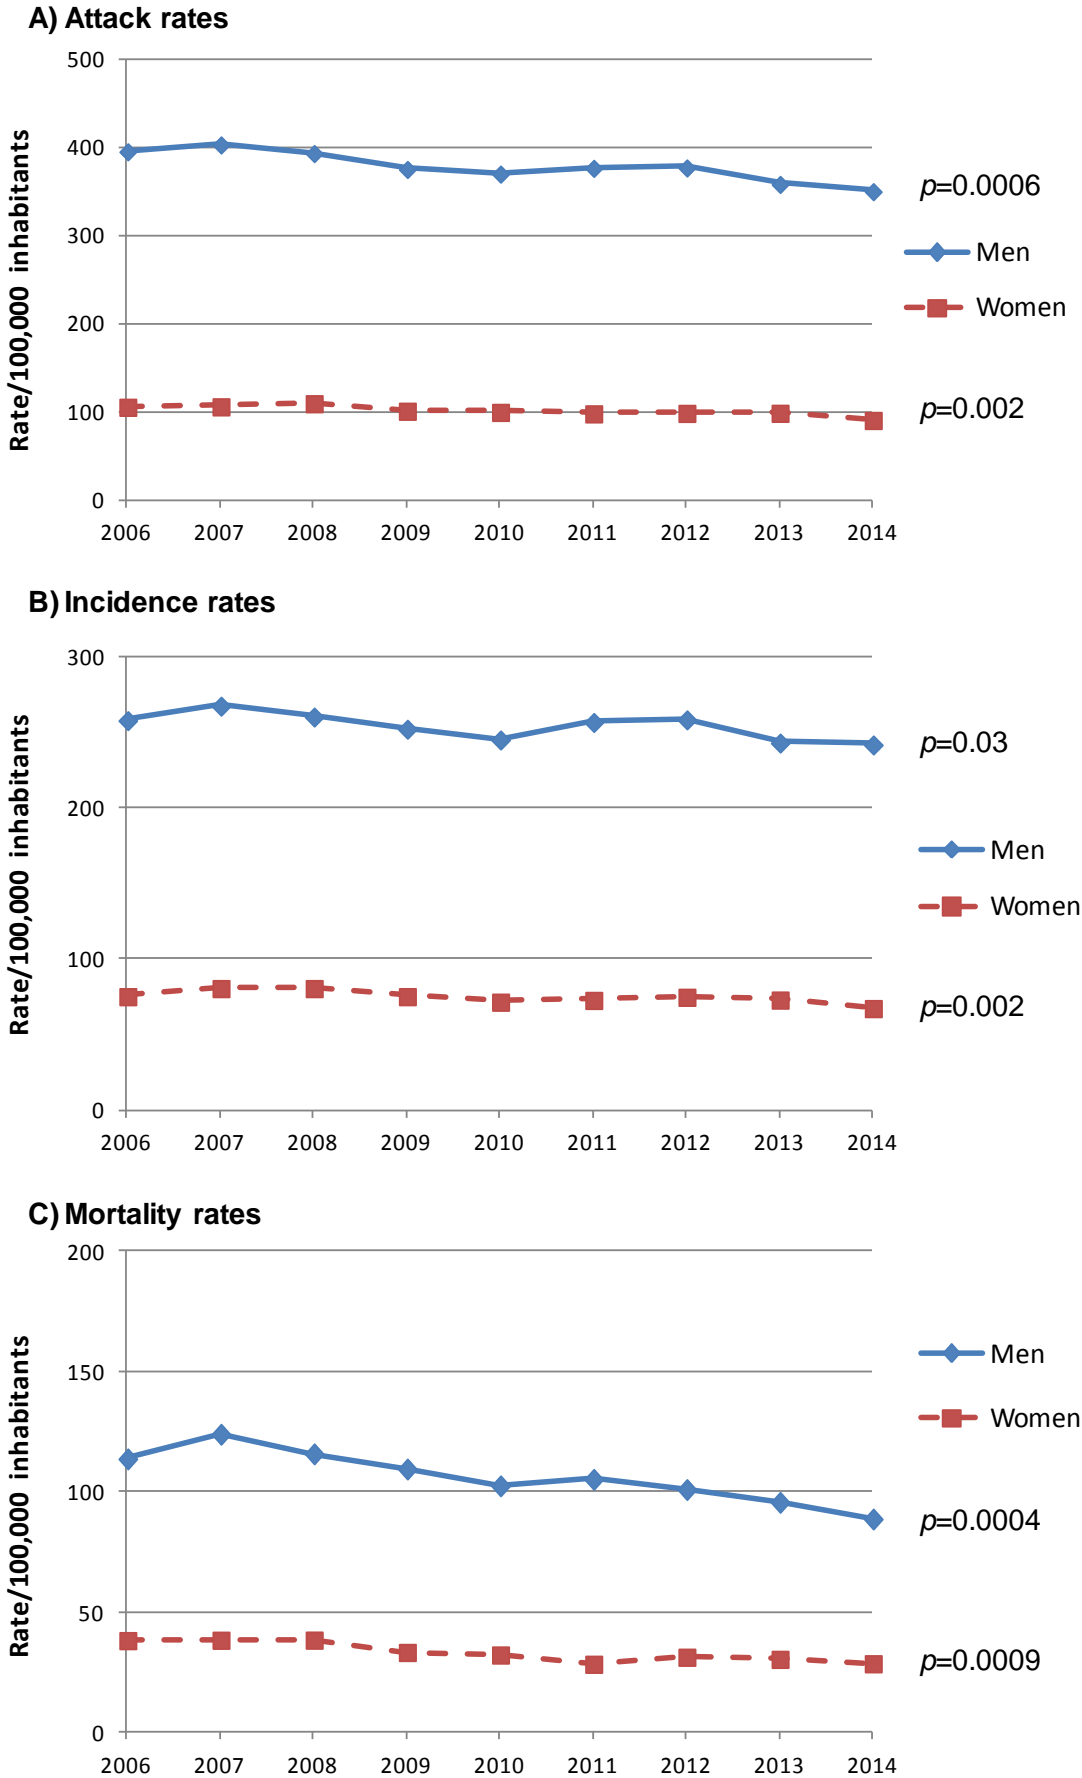 A) Attack rates
500
400
300
200
100
0
Rate/100,000 inhabitants
2006 2007 2008 2009 2010 2011 2012 2013 2014
p=0.0006
Men
Women
p=0.002
B) Incidence rates
300
200
100
0
Rate/100,000 inhabitants
2006 2007 2008 2009 2010 2011 2012 2013 2014
p=0.03
Men
Women
p=0.002
C) Mortality rates
200
150
100
50
0
Rate/100,000 inhabitants
2006 2007 2008 2009 2010 2011 2012 2013 2014
Men
Women
p=0.0004
p=0.0009